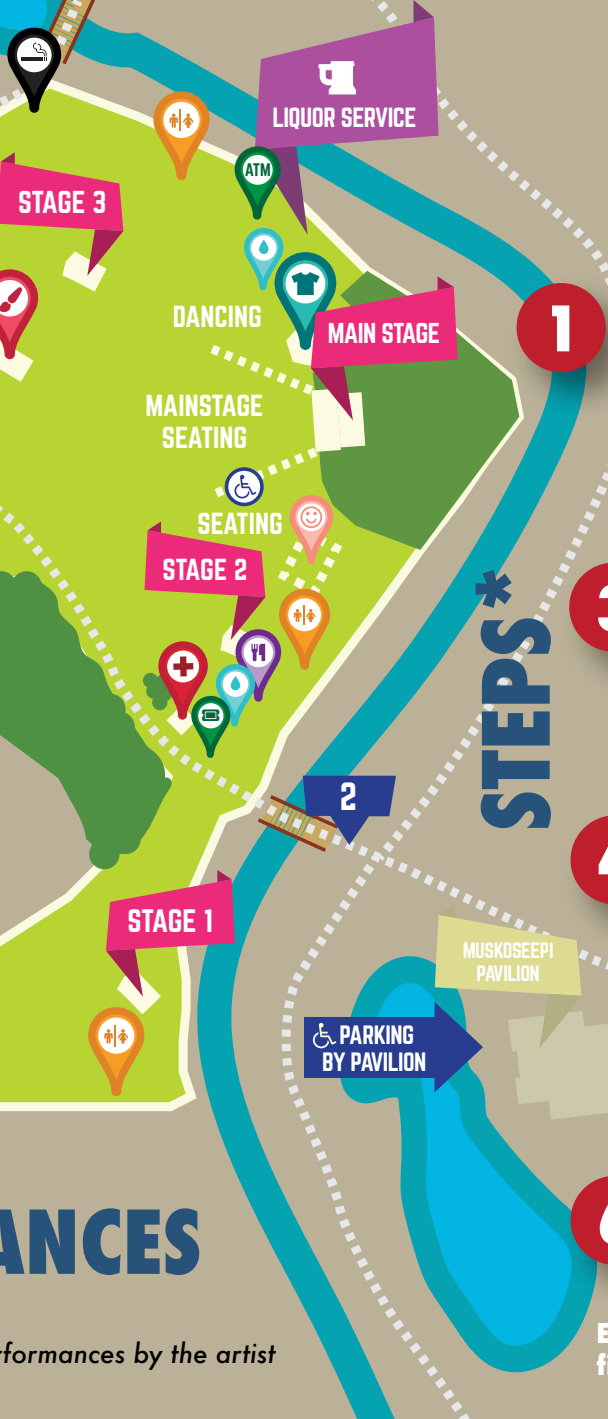 LIQUOR SERVICE
ATM
STAGE 3
DANCING
MAIN STAGE
1
MAINSTAGE
SEATING
SEATING
STAGE 2
STEPS*
2
STAGE 1
MUSKOSEEPI
PAVILION
PARKING
BY PAVILION
ANCES
formances by the artist